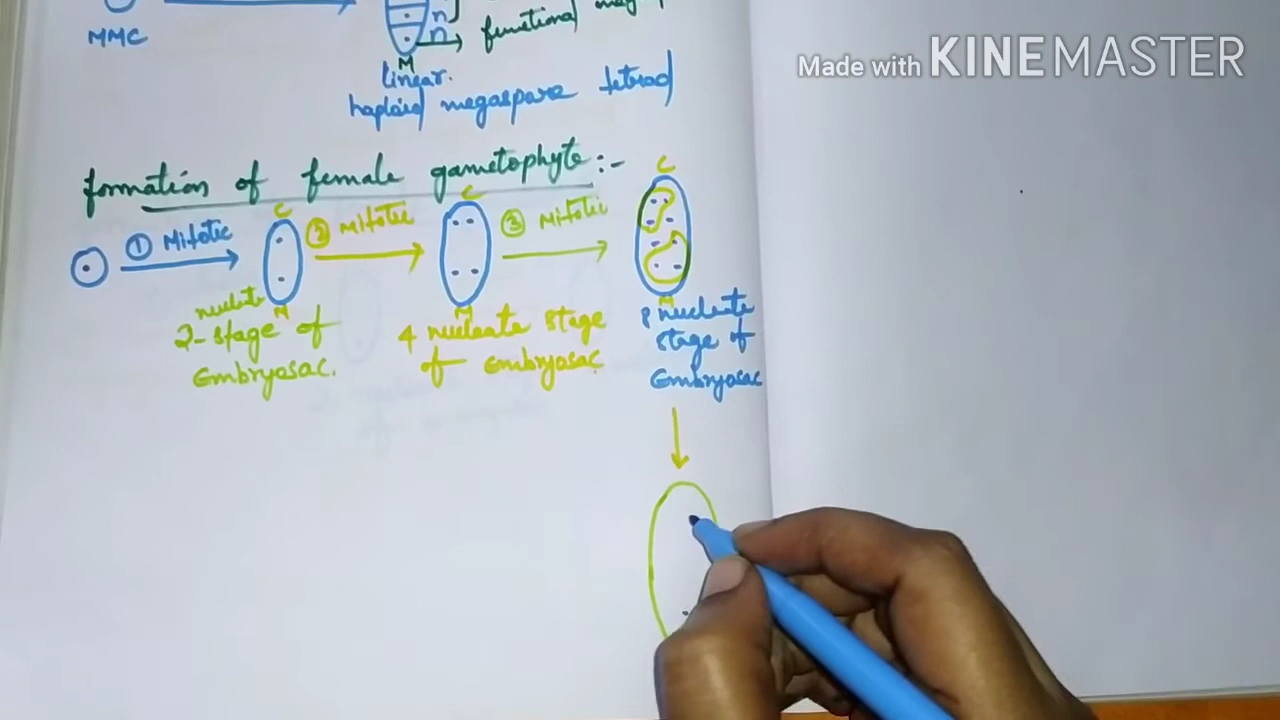 Made with KINEMASTER
MMC
n
n
functional
M
linear.
haploid megaspore tetrad
formation of female gametophyte:-
C
C
C
① Mitotic
② Mitotic
③ Mitotic
M
M
M
nucleate
2-stage of
Embryosac.
4 nucleate stage
of embryosac
8 nucleate
stage of
Embryosac